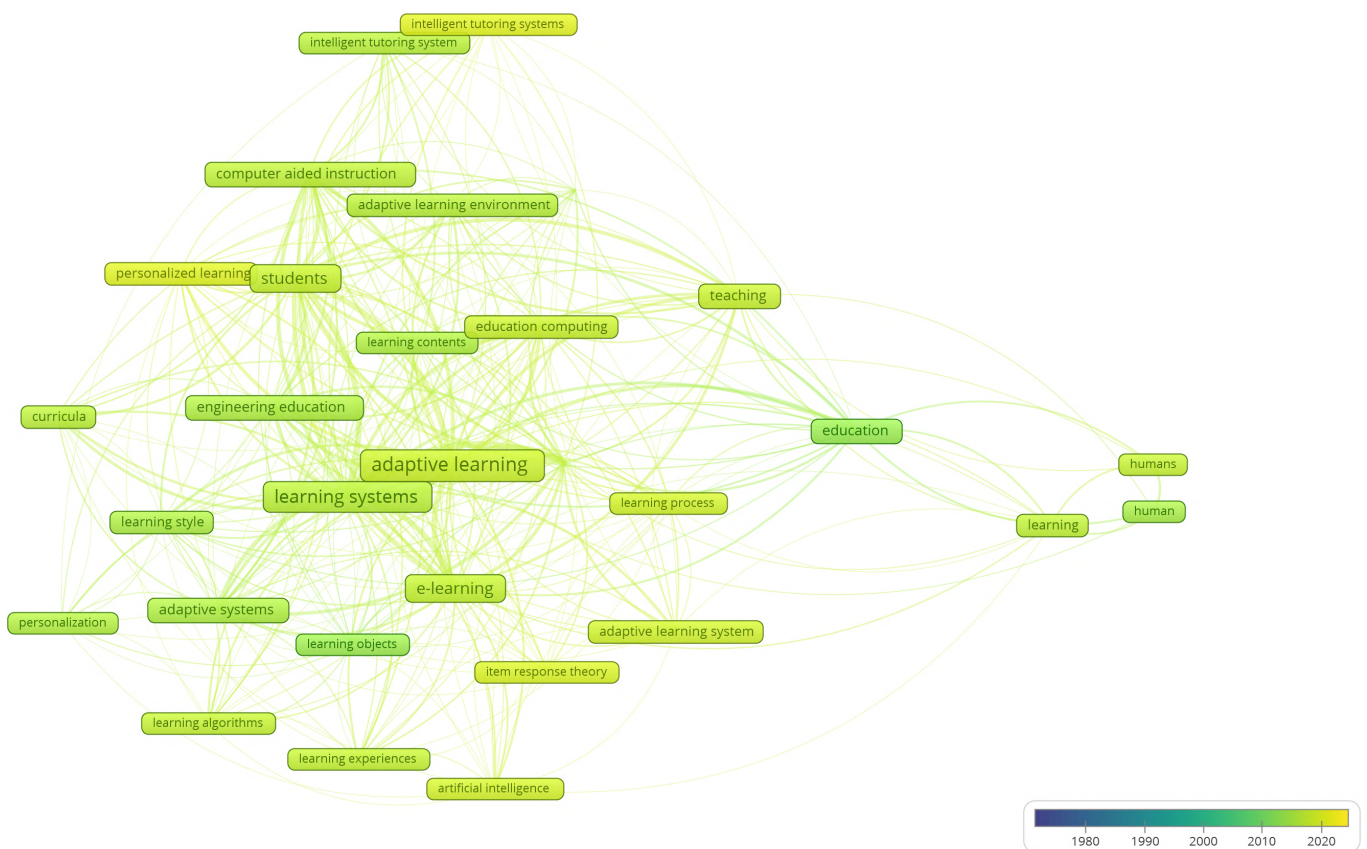 intelligent tutoring systems
intelligent tutoring system
computer aided instruction
adaptive learning environment
personalized learning
students
teaching
education computing
learning contents
engineering education
curricula
education
adaptive learning
humans
learning systems
learning process
human
learning style
learning
e-learning
adaptive systems
personalization
adaptive learning system
learning objects
item response theory
learning algorithms
learning experiences
artificial intelligence
1980 1990 2000 2010 2020